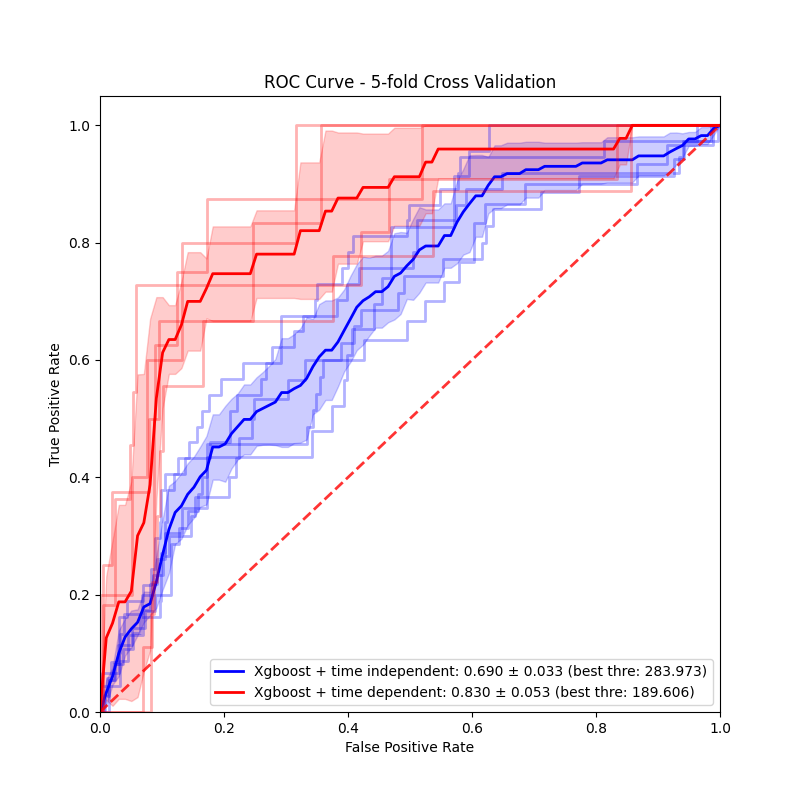 ROC Curve - 5-fold Cross Validation
True Positive Rate
1.0
0.8
0.6
0.4
0.2
0.0
Xgboost + time independent: 0.690 ± 0.033 (best thre: 283.973)
Xgboost + time dependent: 0.830 ± 0.053 (best thre: 189.606)
0.0 0.2 0.4 0.6 0.8 1.0
False Positive Rate